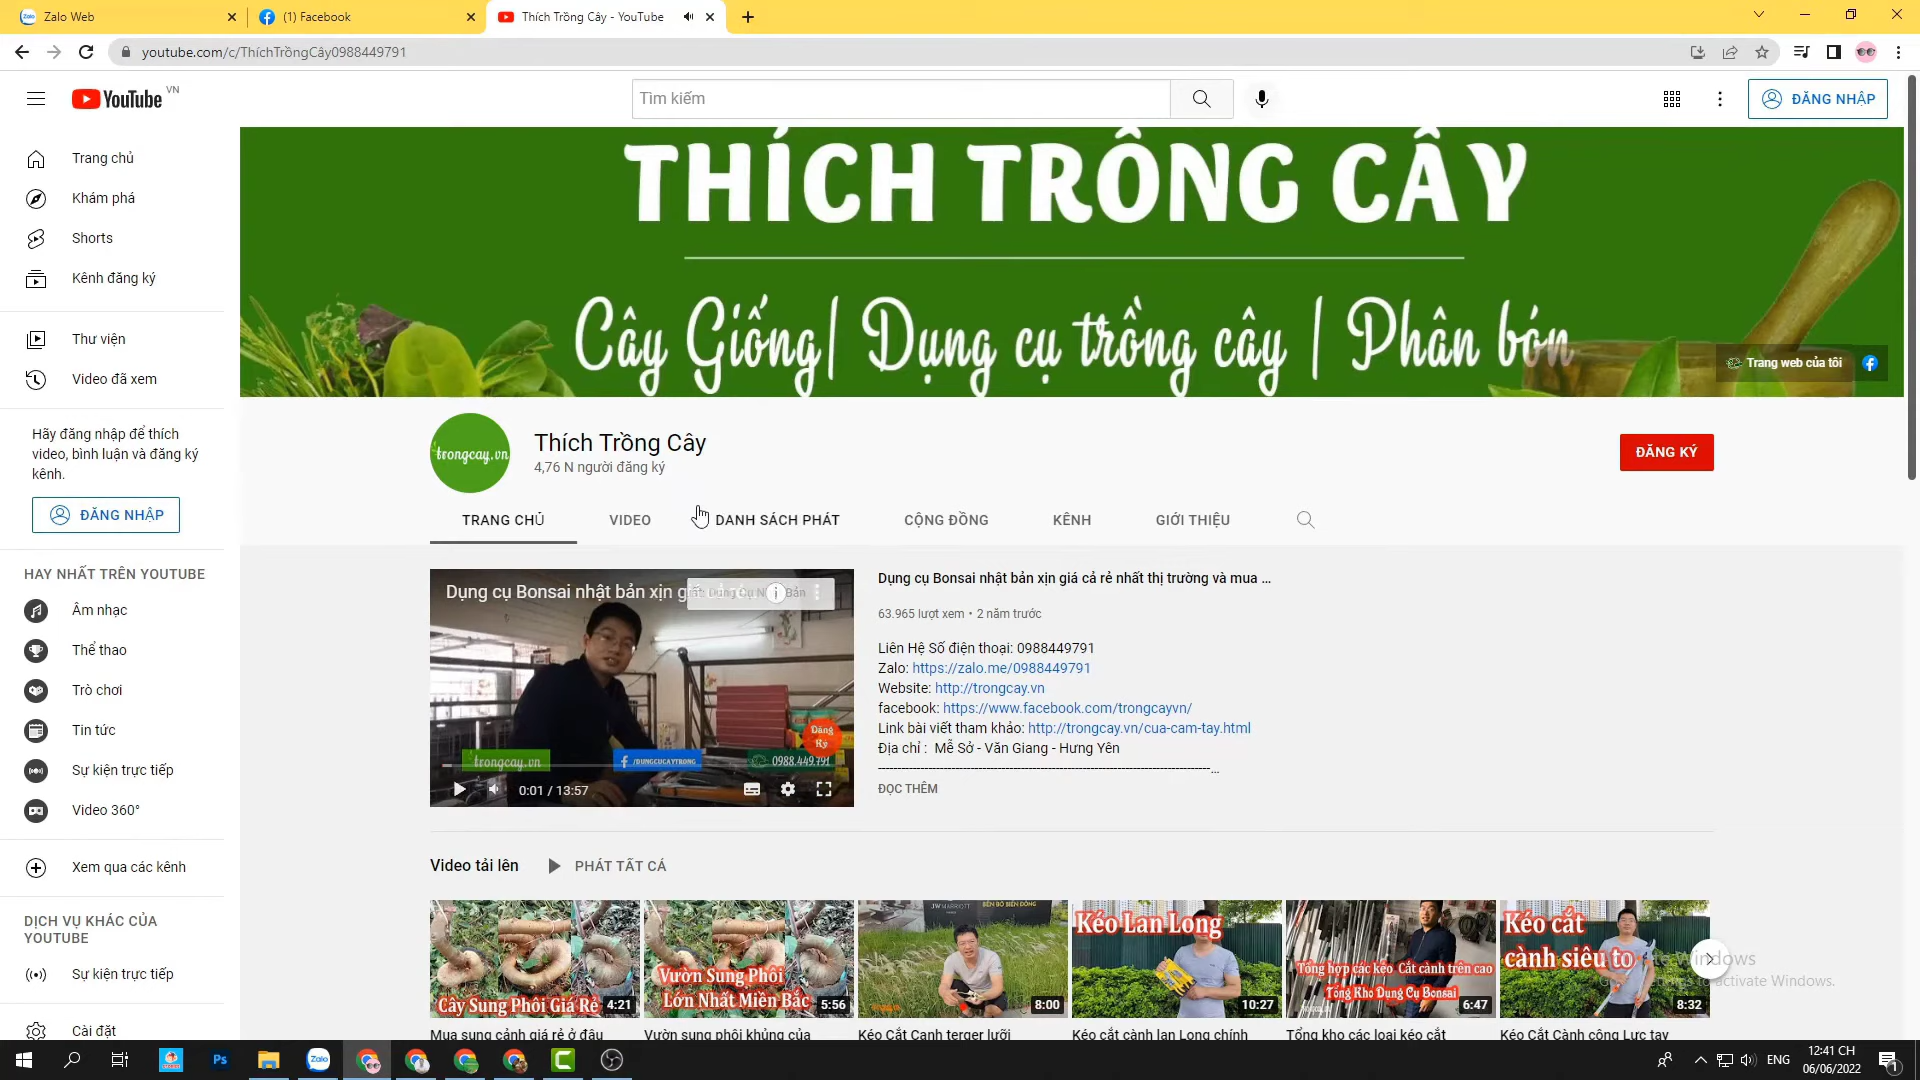 Zalo Web
(1) Facebook
Thích Trồng Cây - YouTube
youtube.com/c/ThíchTrồngCây0988449791
YouTube VN
Tìm kiếm
ĐĂNG NHẬP
Trang chủ
Khám phá
Shorts
Kênh đăng ký
Thư viện
Video đã xem
Hãy đăng nhập để thích
video, bình luận và đăng ký
kênh.
ĐĂNG NHẬP
HAY NHẤT TRÊN YOUTUBE
Âm nhạc
Thể thao
Trò chơi
Tin tức
Sự kiện trực tiếp
Video 360°
Xem qua các kênh
DỊCH VỤ KHÁC CỦA
YOUTUBE
Sự kiện trực tiếp
Cài đặt
THÍCH TRỒNG CÂY
Cây Giống| Dụng cụ trồng cây | Phân bón
Trang web của tôi
trongcay.vn
Thích Trồng Cây
4,76 N người đăng ký
ĐĂNG KÝ
TRANG CHỦ
VIDEO
DANH SÁCH PHÁT
CỘNG ĐỒNG
KÊNH
GIỚI THIỆU
Dụng cụ Bonsai nhật bản xịn
Đăng
Ký
trongcay.vn
/DUNGCUCAYTRONG
0988.449.791
0:01 / 13:57
Dụng cụ Bonsai nhật bản xịn giá cả rẻ nhất thị trường và mua ...
63.965 lượt xem • 2 năm trước
Liên Hệ Số điện thoại: 0988449791
Zalo: https://zalo.me/0988449791
Website: http://trongcay.vn
facebook: https://www.facebook.com/trongcayvn/
Link bài viết tham khảo: http://trongcay.vn/cua-cam-tay.html
Địa chỉ : Mễ Sở - Văn Giang - Hưng Yên
ĐỌC THÊM
Video tải lên
PHÁT TẤT CẢ
Cây Sung Phôi Giá Rẻ
4:21
Vườn Sung Phôi
Lớn Nhất Miền Bắc
5:56
JW MARRIOTT
BÊN BỜ BIỂN ĐÔNG
8:00
Kéo Lan Long
10:27
Tổng hợp các kéo Cắt cành trên cao
Tổng Kho Dụng Cụ Bonsai
6:47
Kéo cắt
cành siêu to
8:32
Mua sung cảnh giá rẻ ở đâu
Vườn sung phôi khủng của
Kéo Cắt Cạnh terger lưỡi
Kéo cắt cành lan Long chính
Tổng kho các loại kéo cắt
Kéo Cắt Cành cộng Lực tay
Windows
Activate Windows.
Ps
Zalo
ENG
12:41 CH
06/06/2022
1